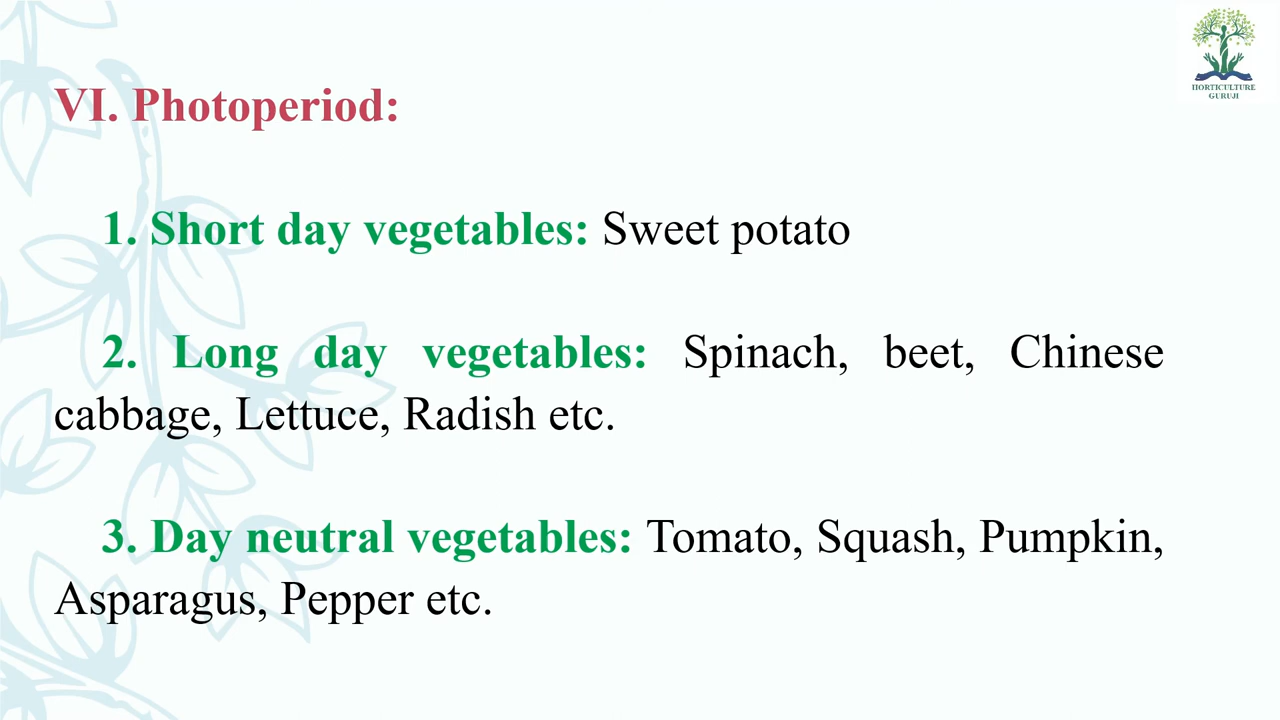 HORTICULTURE
GURUJI
VI. Photoperiod:
1. Short day vegetables: Sweet potato
2. Long day vegetables: Spinach, beet, Chinese
cabbage, Lettuce, Radish etc.
3. Day neutral vegetables: Tomato, Squash, Pumpkin,
Asparagus, Pepper etc.